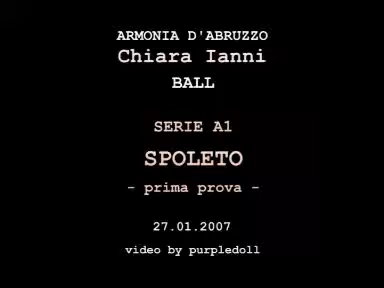 ARMONIA D'ABRUZZO
Chiara Ianni
BALL
SERIE A1
SPOLETO
- prima prova -
27.01.2007
video by purpledoll